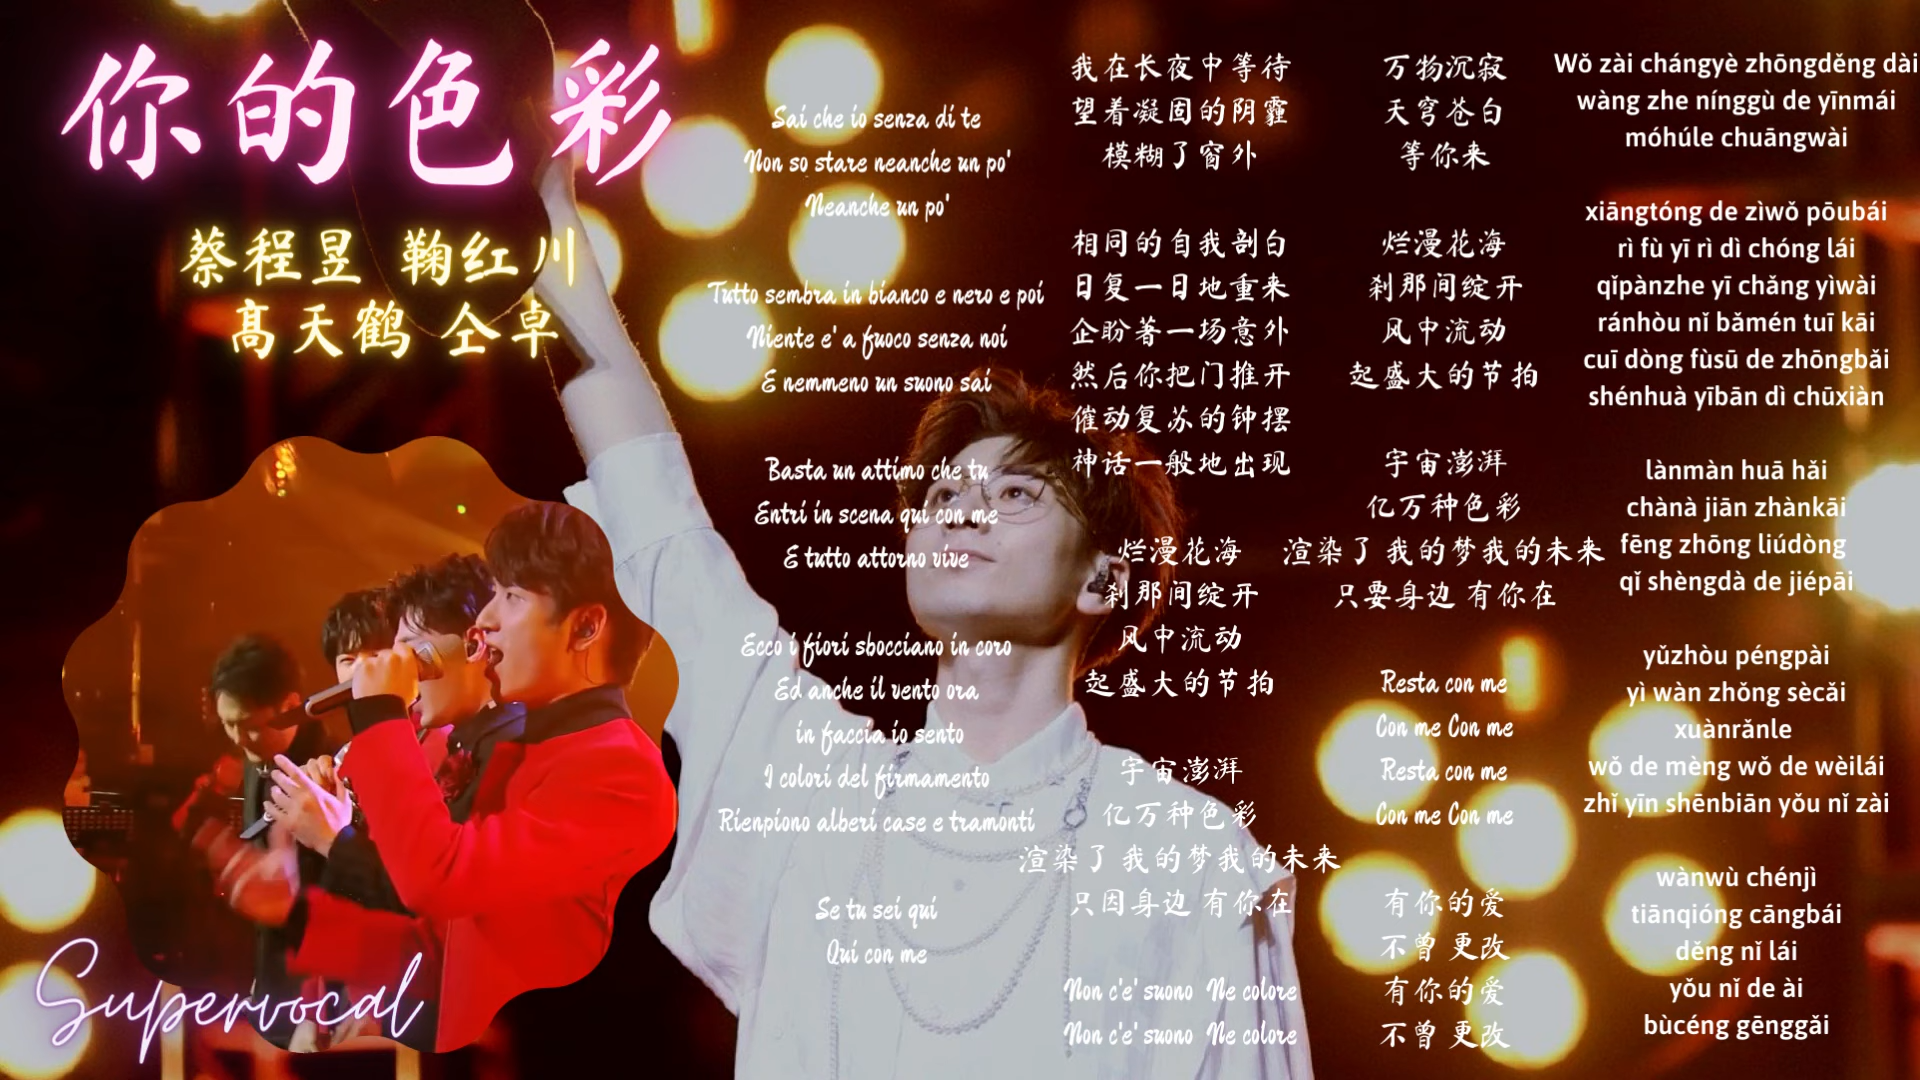 你的色彩
蔡程昱 鞠红川
高天鹤 仝卓
Supervocal
Sai che io senza di te
Non so stare neanche un po'
Neanche un po'
Tutto sembra in bianco e nero e poi
Niente e' a fuoco senza noi
E nemmeno un suono sai
Basta un attimo che tu
Entri in scena qui con me
E tutto attorno vive
Ecco i fiori sbocciano in coro
Ed anche il vento ora
in faccia io sento
I colori del firmamento
Rienpiono alberi case e tramonti
Se tu sei qui
Qui con me
我在长夜中等待
望着凝固的阴霾
模糊了窗外
相同的自我剖白
日复一日地重来
企盼著一场意外
然后你把门推开
催动复苏的钟摆
神话一般地出现
烂漫花海
刹那间绽开
风中流动
起盛大的节拍
宇宙澎湃
亿万种色彩
渲染了 我的梦我的未来
只因身边 有你在
Non c'e' suono Ne colore
Non c'e' suono Ne colore
万物沉寂
天穹苍白
等你来
烂漫花海
刹那间绽开
风中流动
起盛大的节拍
宇宙澎湃
亿万种色彩
渲染了 我的梦我的未来
只要身边 有你在
Resta con me
Con me Con me
Resta con me
Con me Con me
有你的爱
不曾 更改
有你的爱
不曾 更改
Wǒ zài chángyè zhōngděng dài
wàng zhe nínggù de yīnmái
móhúle chuāngwài
xiāngtóng de zìwǒ pōubái
rì fù yī rì dì chóng lái
qǐpànzhe yī chǎng yìwài
ránhòu nǐ bǎmén tuī kāi
cuī dòng fùsū de zhōngbǎi
shénhuà yībān dì chūxiàn
lànmàn huā hǎi
chànà jiān zhànkāi
fēng zhōng liúdòng
qǐ shèngdà de jiépāi
yǔzhòu péngpài
yì wàn zhǒng sècǎi
xuànrǎnle
wǒ de mèng wǒ de wèilái
zhǐ yīn shēnbiān yǒu nǐ zài
wànwù chénjì
tiānqióng cāngbái
děng nǐ lái
yǒu nǐ de ài
bùcéng gēnggǎi